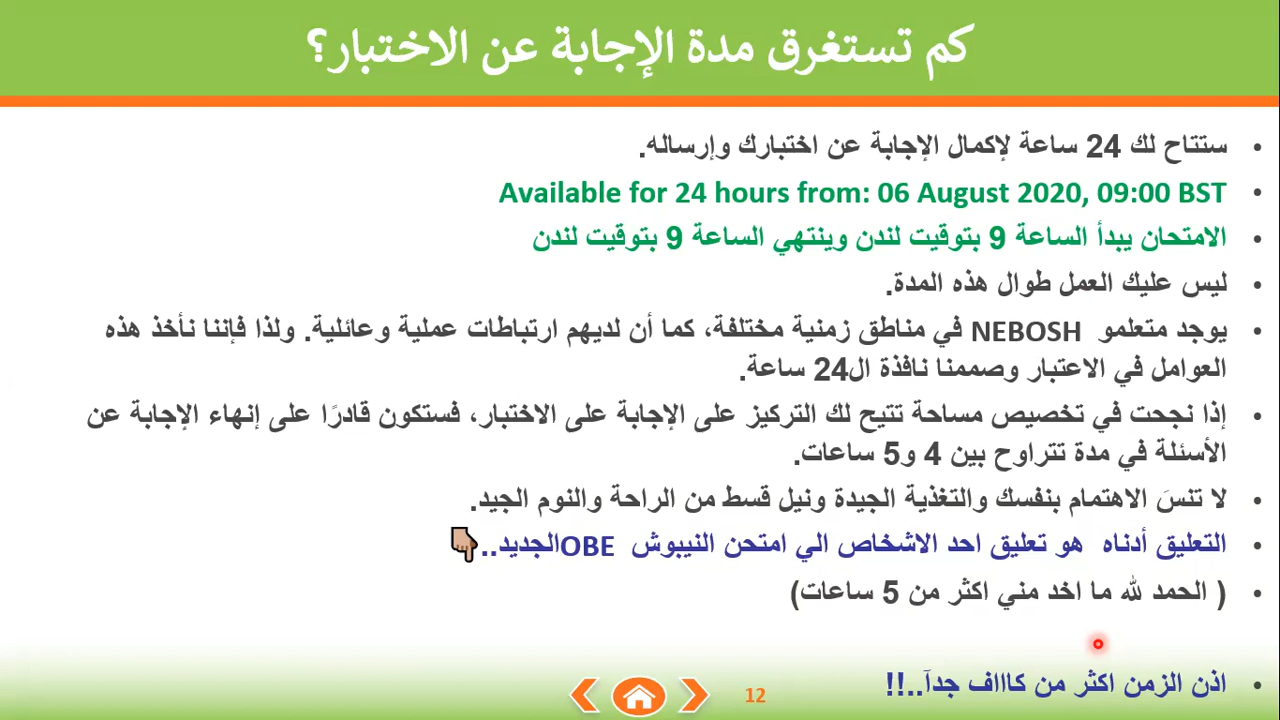 كم تستغرق مدة الإجابة عن الاختبار؟
• ستتاح لك 24 ساعة لإكمال الإجابة عن اختبارك وإرساله.
• Available for 24 hours from: 06 August 2020, 09:00 BST
• الامتحان يبدأ الساعة 9 بتوقيت لندن وينتهي الساعة 9 بتوقيت لندن
• ليس عليك العمل طوال هذه المدة.
• يوجد متعلمو NEBOSH في مناطق زمنية مختلفة، كما أن لديهم ارتباطات عملية وعائلية. ولذا فإننا نأخذ هذه
العوامل في الاعتبار وصممنا نافذة ال24 ساعة.
• إذا نجحت في تخصيص مساحة تتيح لك التركيز على الإجابة على الاختبار، فستكون قادرًا على إنهاء الإجابة عن
الأسئلة في مدة تتراوح بين 4 و5 ساعات.
• لا تنسَ الاهتمام بنفسك والتغذية الجيدة ونيل قسط من الراحة والنوم الجيد.
• التعليق أدناه هو تعليق احد الاشخاص الي امتحن النيبوش OBEالجديد..👇
• ( الحمد لله ما اخد مني اكثر من 5 ساعات)
• اذن الزمن اكثر من كاااف جدآ..!!
12